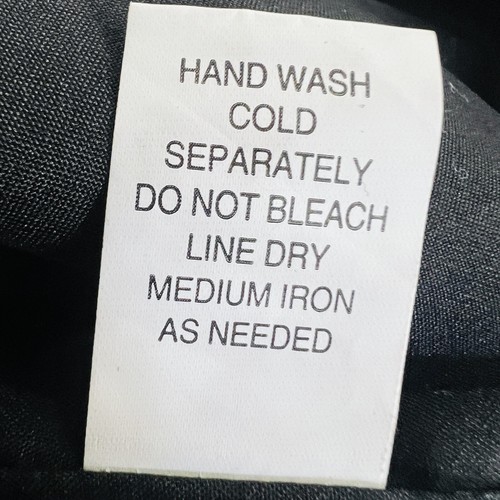 HAND WASH
COLD
SEPARATELY
DO NOT BLEACH
LINE DRY
MEDIUM IRON
AS NEEDED